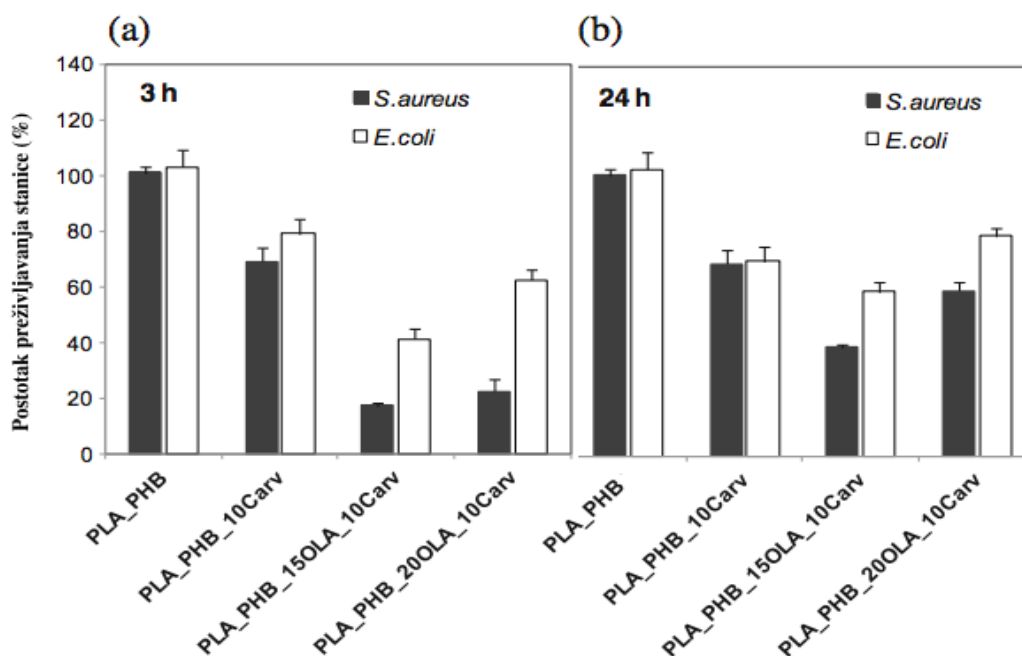 (a)
(b)
Postotak preživljavanja stanice (%)
140
120
100
80
60
40
20
0
3 h
S.aureus
E.coli
PLA_PHB
PLA_PHB_10Carv
PLA_PHB_15OLA_10Carv
PLA_PHB_20OLA_10Carv
24 h
S.aureus
E.coli
PLA_PHB
PLA_PHB_10Carv
PLA_PHB_15OLA_10Carv
PLA_PHB_20OLA_10Carv